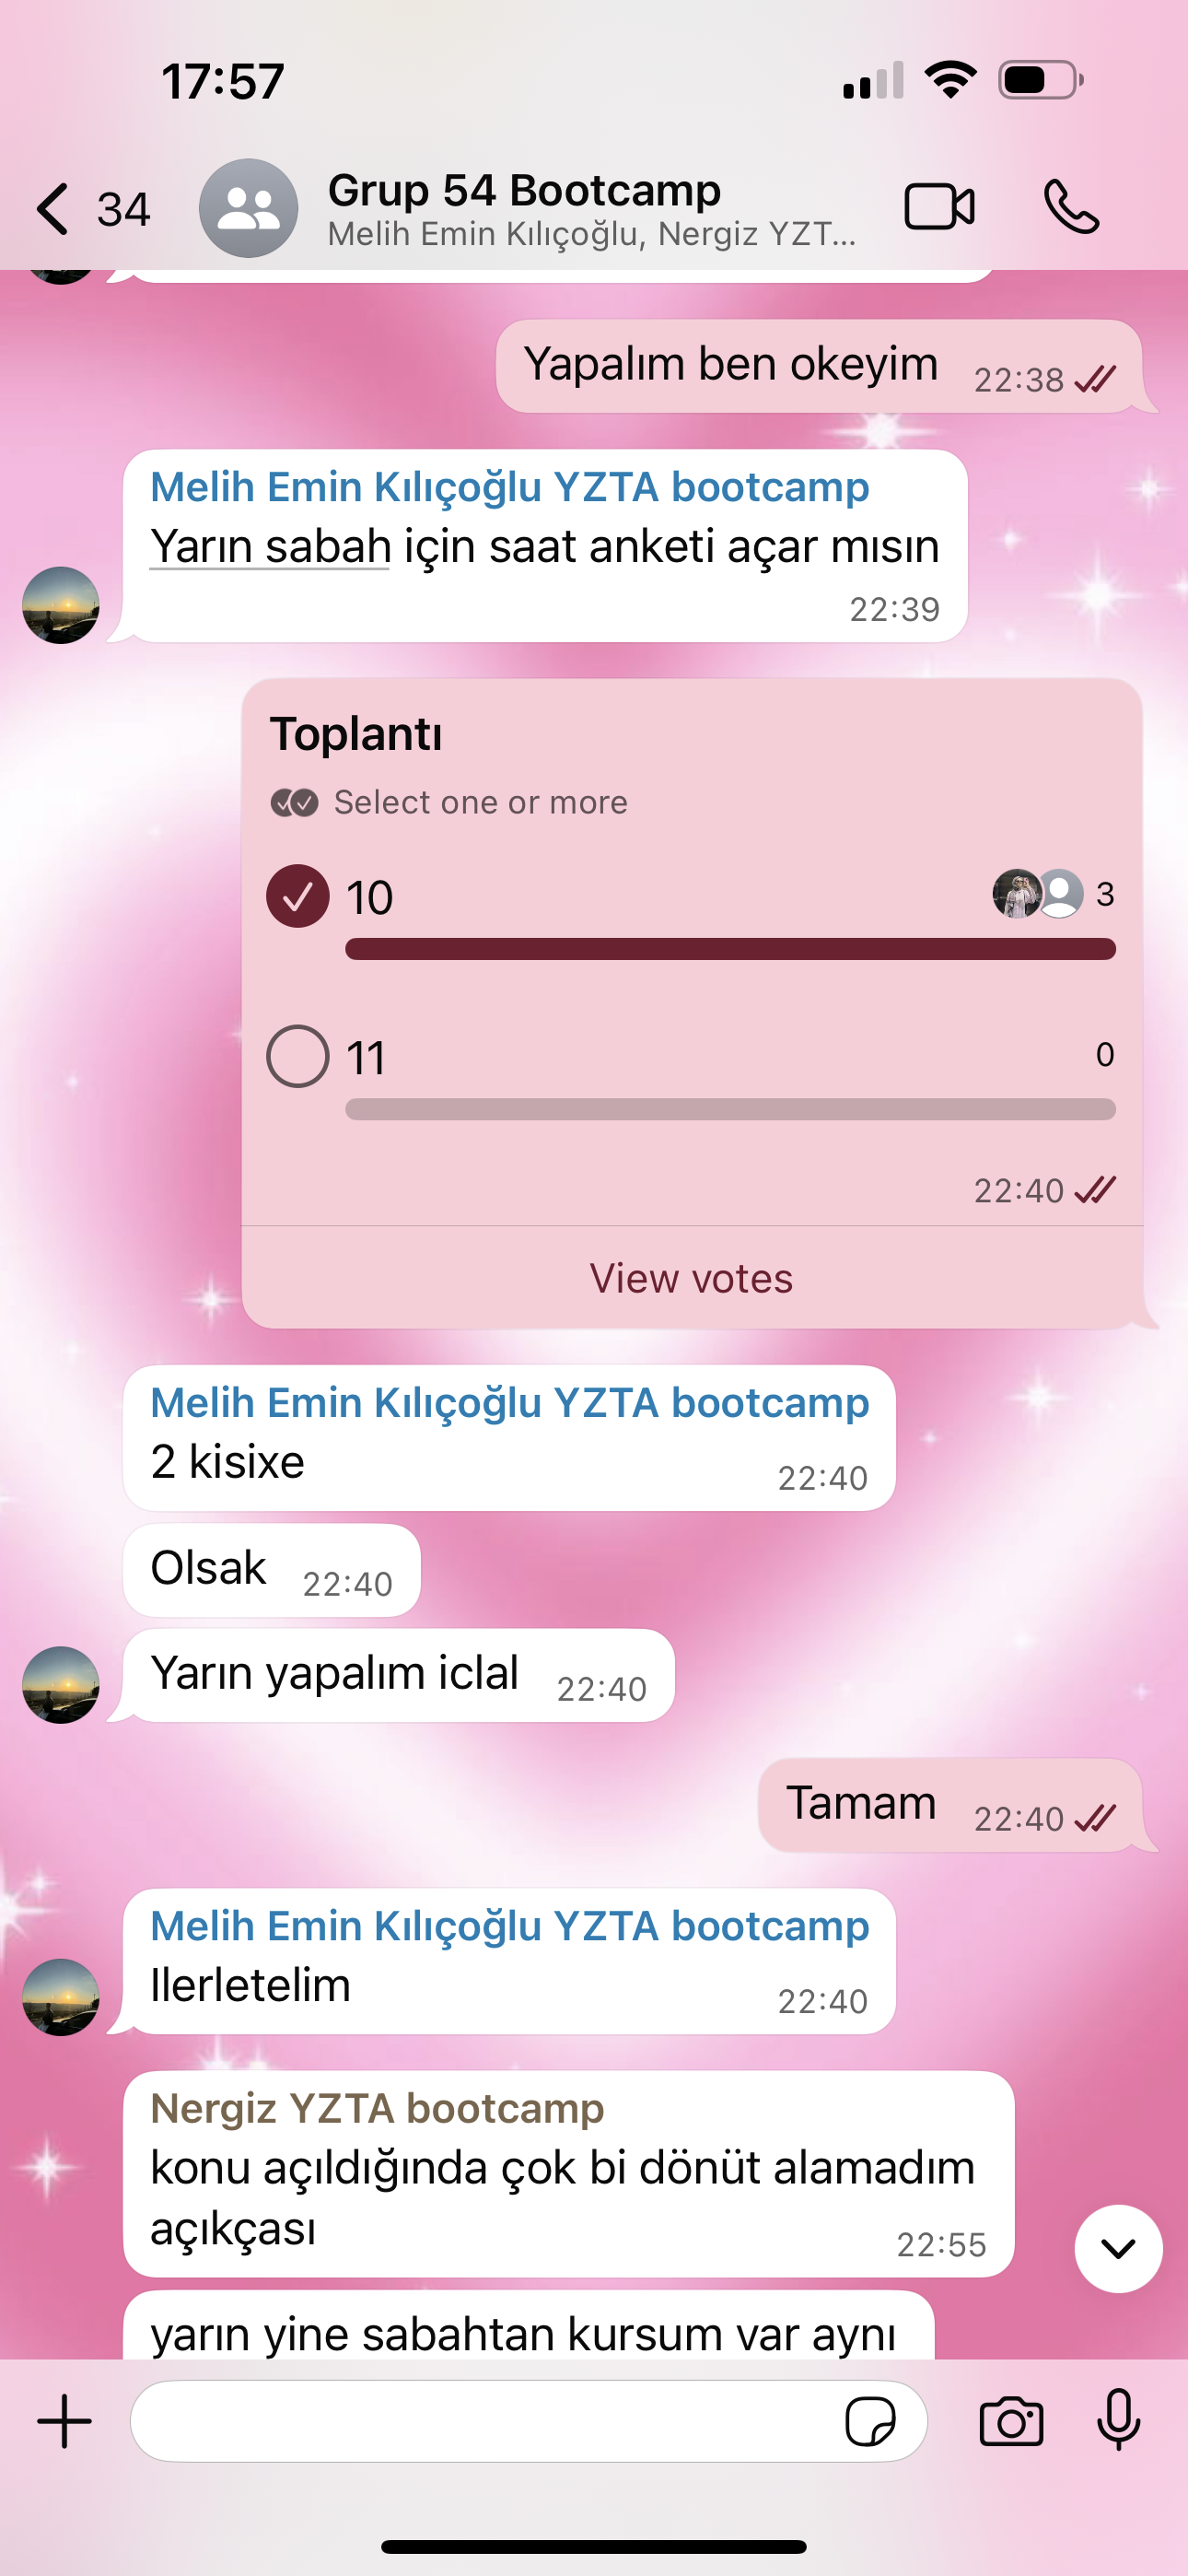 17:57
34
Grup 54 Bootcamp
Melih Emin Kılıçoğlu, Nergiz YZT...
Yapalım ben okeyim 22:38
Melih Emin Kılıçoğlu YZTA bootcamp
Yarın sabah için saat anketi açar mısın
22:39
Toplantı
Select one or more
10 3
11 0
22:40
View votes
Melih Emin Kılıçoğlu YZTA bootcamp
2 kisixe 22:40
Olsak 22:40
Yarın yapalım iclal 22:40
Tamam 22:40
Melih Emin Kılıçoğlu YZTA bootcamp
Ilerletelim 22:40
Nergiz YZTA bootcamp
konu açıldığında çok bi dönüt alamadım
açıkçası 22:55
yarın yine sabahtan kursum var aynı